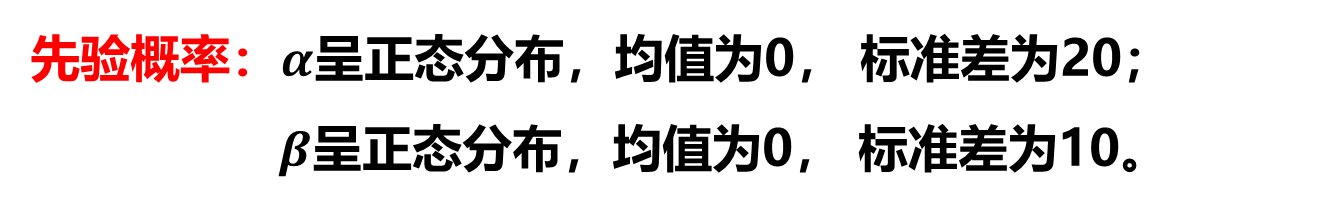 先验概率：𝜶呈正态分布，均值为0， 标准差为20；
𝜷呈正态分布，均值为0， 标准差为10。